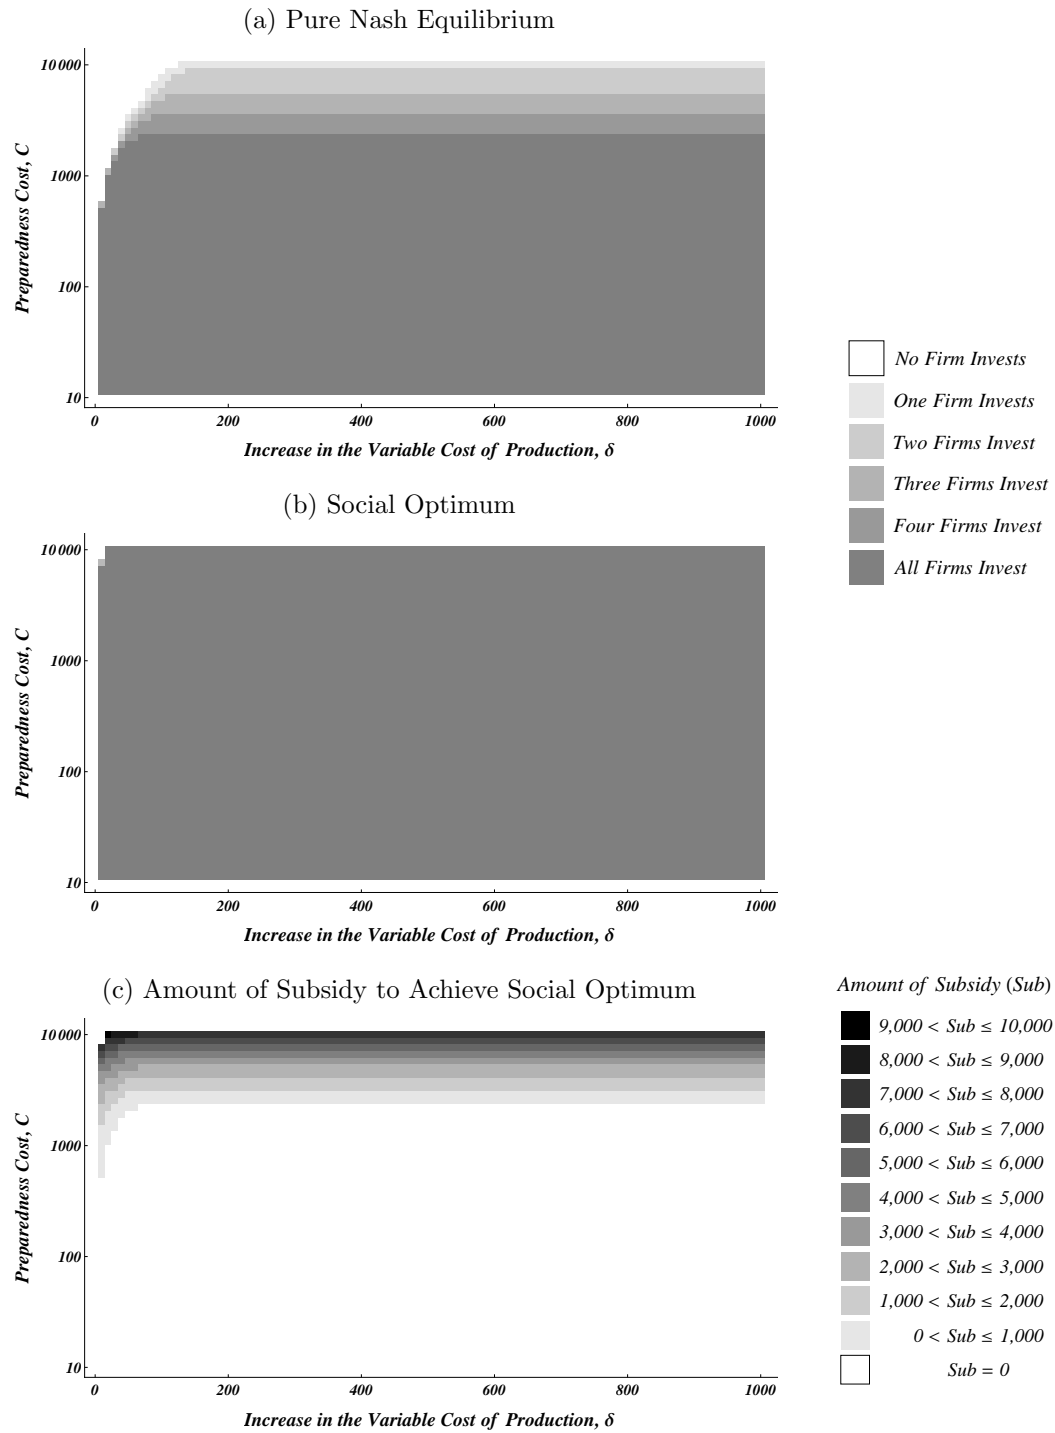 (a) Pure Nash Equilibrium
10 000
1000
100
10
Preparedness Cost, C
0 200 400 600 800 1000
Increase in the Variable Cost of Production, δ
No Firm Invests
One Firm Invests
Two Firms Invest
Three Firms Invest
Four Firms Invest
All Firms Invest
(b) Social Optimum
10 000
1000
100
10
Preparedness Cost, C
0 200 400 600 800 1000
Increase in the Variable Cost of Production, δ
(c) Amount of Subsidy to Achieve Social Optimum
10 000
1000
100
10
Preparedness Cost, C
0 200 400 600 800 1000
Increase in the Variable Cost of Production, δ
Amount of Subsidy (Sub)
9,000 < Sub ≤ 10,000
8,000 < Sub ≤ 9,000
7,000 < Sub ≤ 8,000
6,000 < Sub ≤ 7,000
5,000 < Sub ≤ 6,000
4,000 < Sub ≤ 5,000
3,000 < Sub ≤ 4,000
2,000 < Sub ≤ 3,000
1,000 < Sub ≤ 2,000
0 < Sub ≤ 1,000
Sub = 0